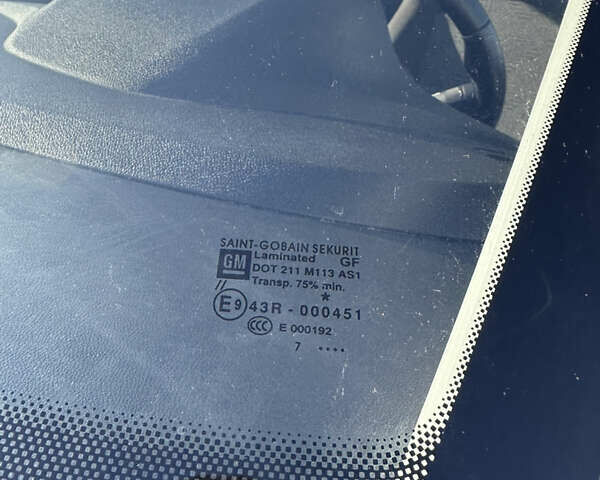 SAINT-GOBAIN SEKURIT
Laminated GF
GM
DOT 211 M113 AS1
Transp. 75% min.
//
*
E9 43R - 000451
CCC E 000192
7 ....